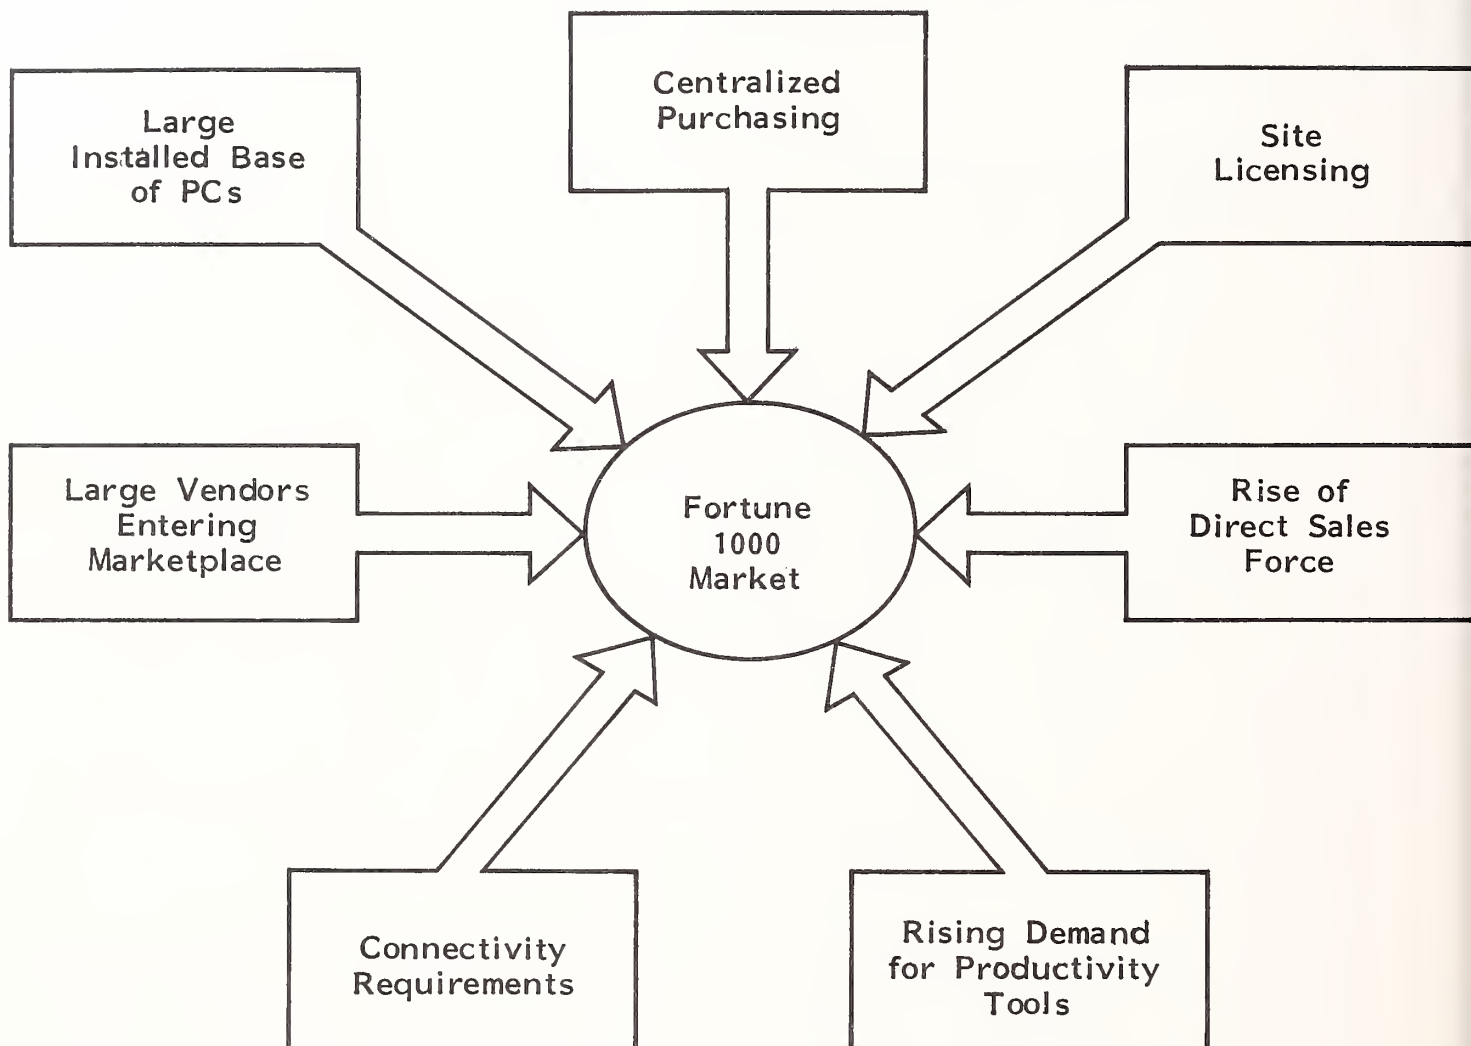 Centralized
Purchasing
Large
Installed Base
of PCs
Site
Licensing
Large Vendors
Entering
Marketplace
Fortune
1000
Market
Rise of
Direct Sales
Force
Connectivity
Requirements
Rising Demand
for Productivity
Tools